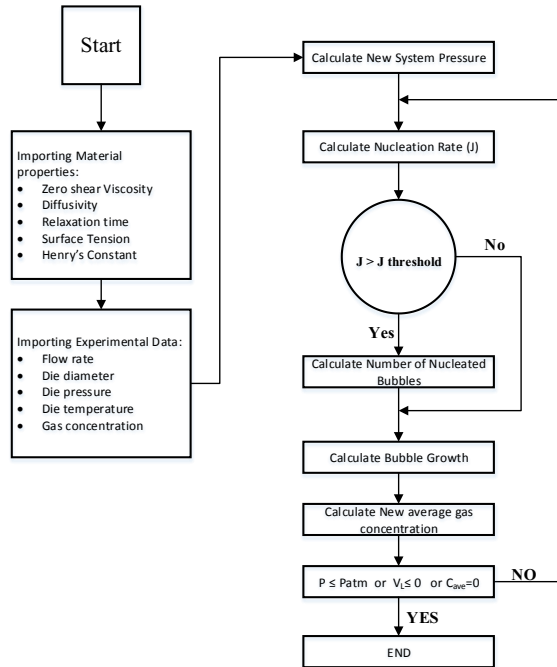 Start
Importing Material
properties:
• Zero shear Viscosity
• Diffusivity
• Relaxation time
• Surface Tension
• Henry's Constant
Importing Experimental Data:
• Flow rate
• Die diameter
• Die pressure
• Die temperature
• Gas concentration
Calculate New System Pressure
Calculate Nucleation Rate (J)
J > J threshold
No
Yes
Calculate Number of Nucleated
Bubbles
Calculate Bubble Growth
Calculate New average gas
concentration
P ≤ Patm or V_L ≤ 0 or C_ave=0
NO
YES
END